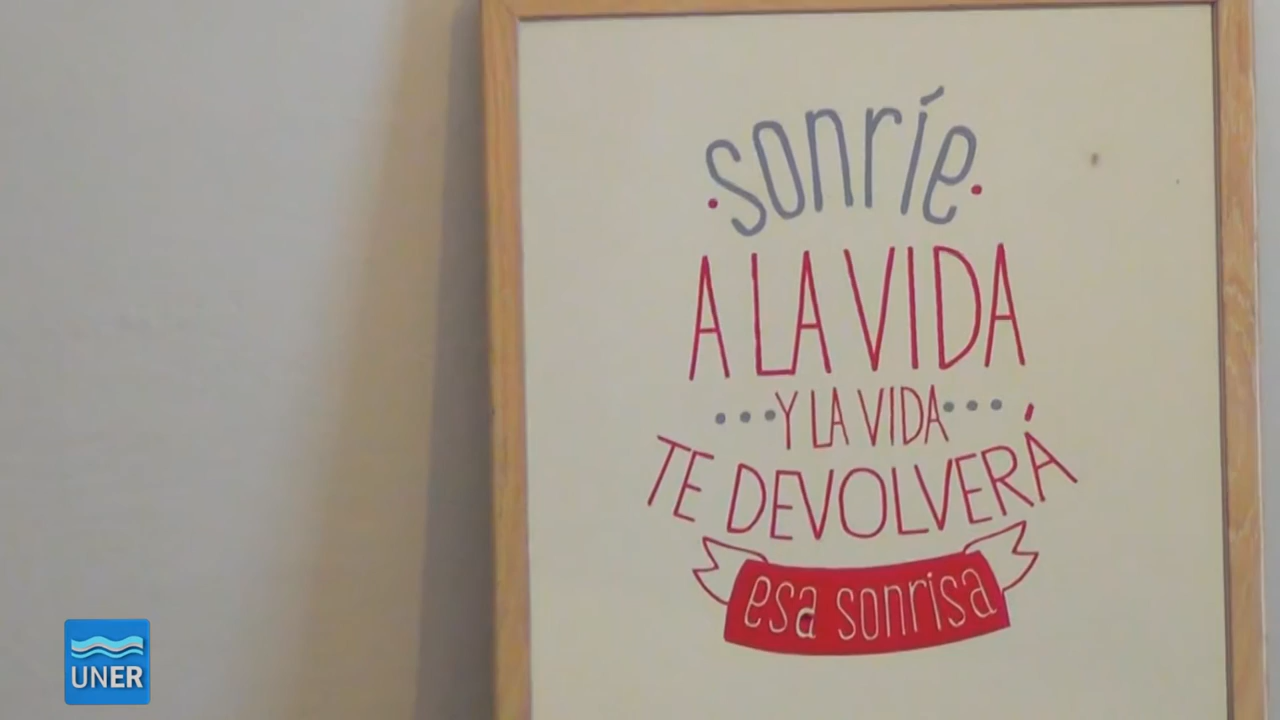 sonríe
A LA VIDA
Y LA VIDA
TE DEVOLVERÁ
esa sonrisa
UNER